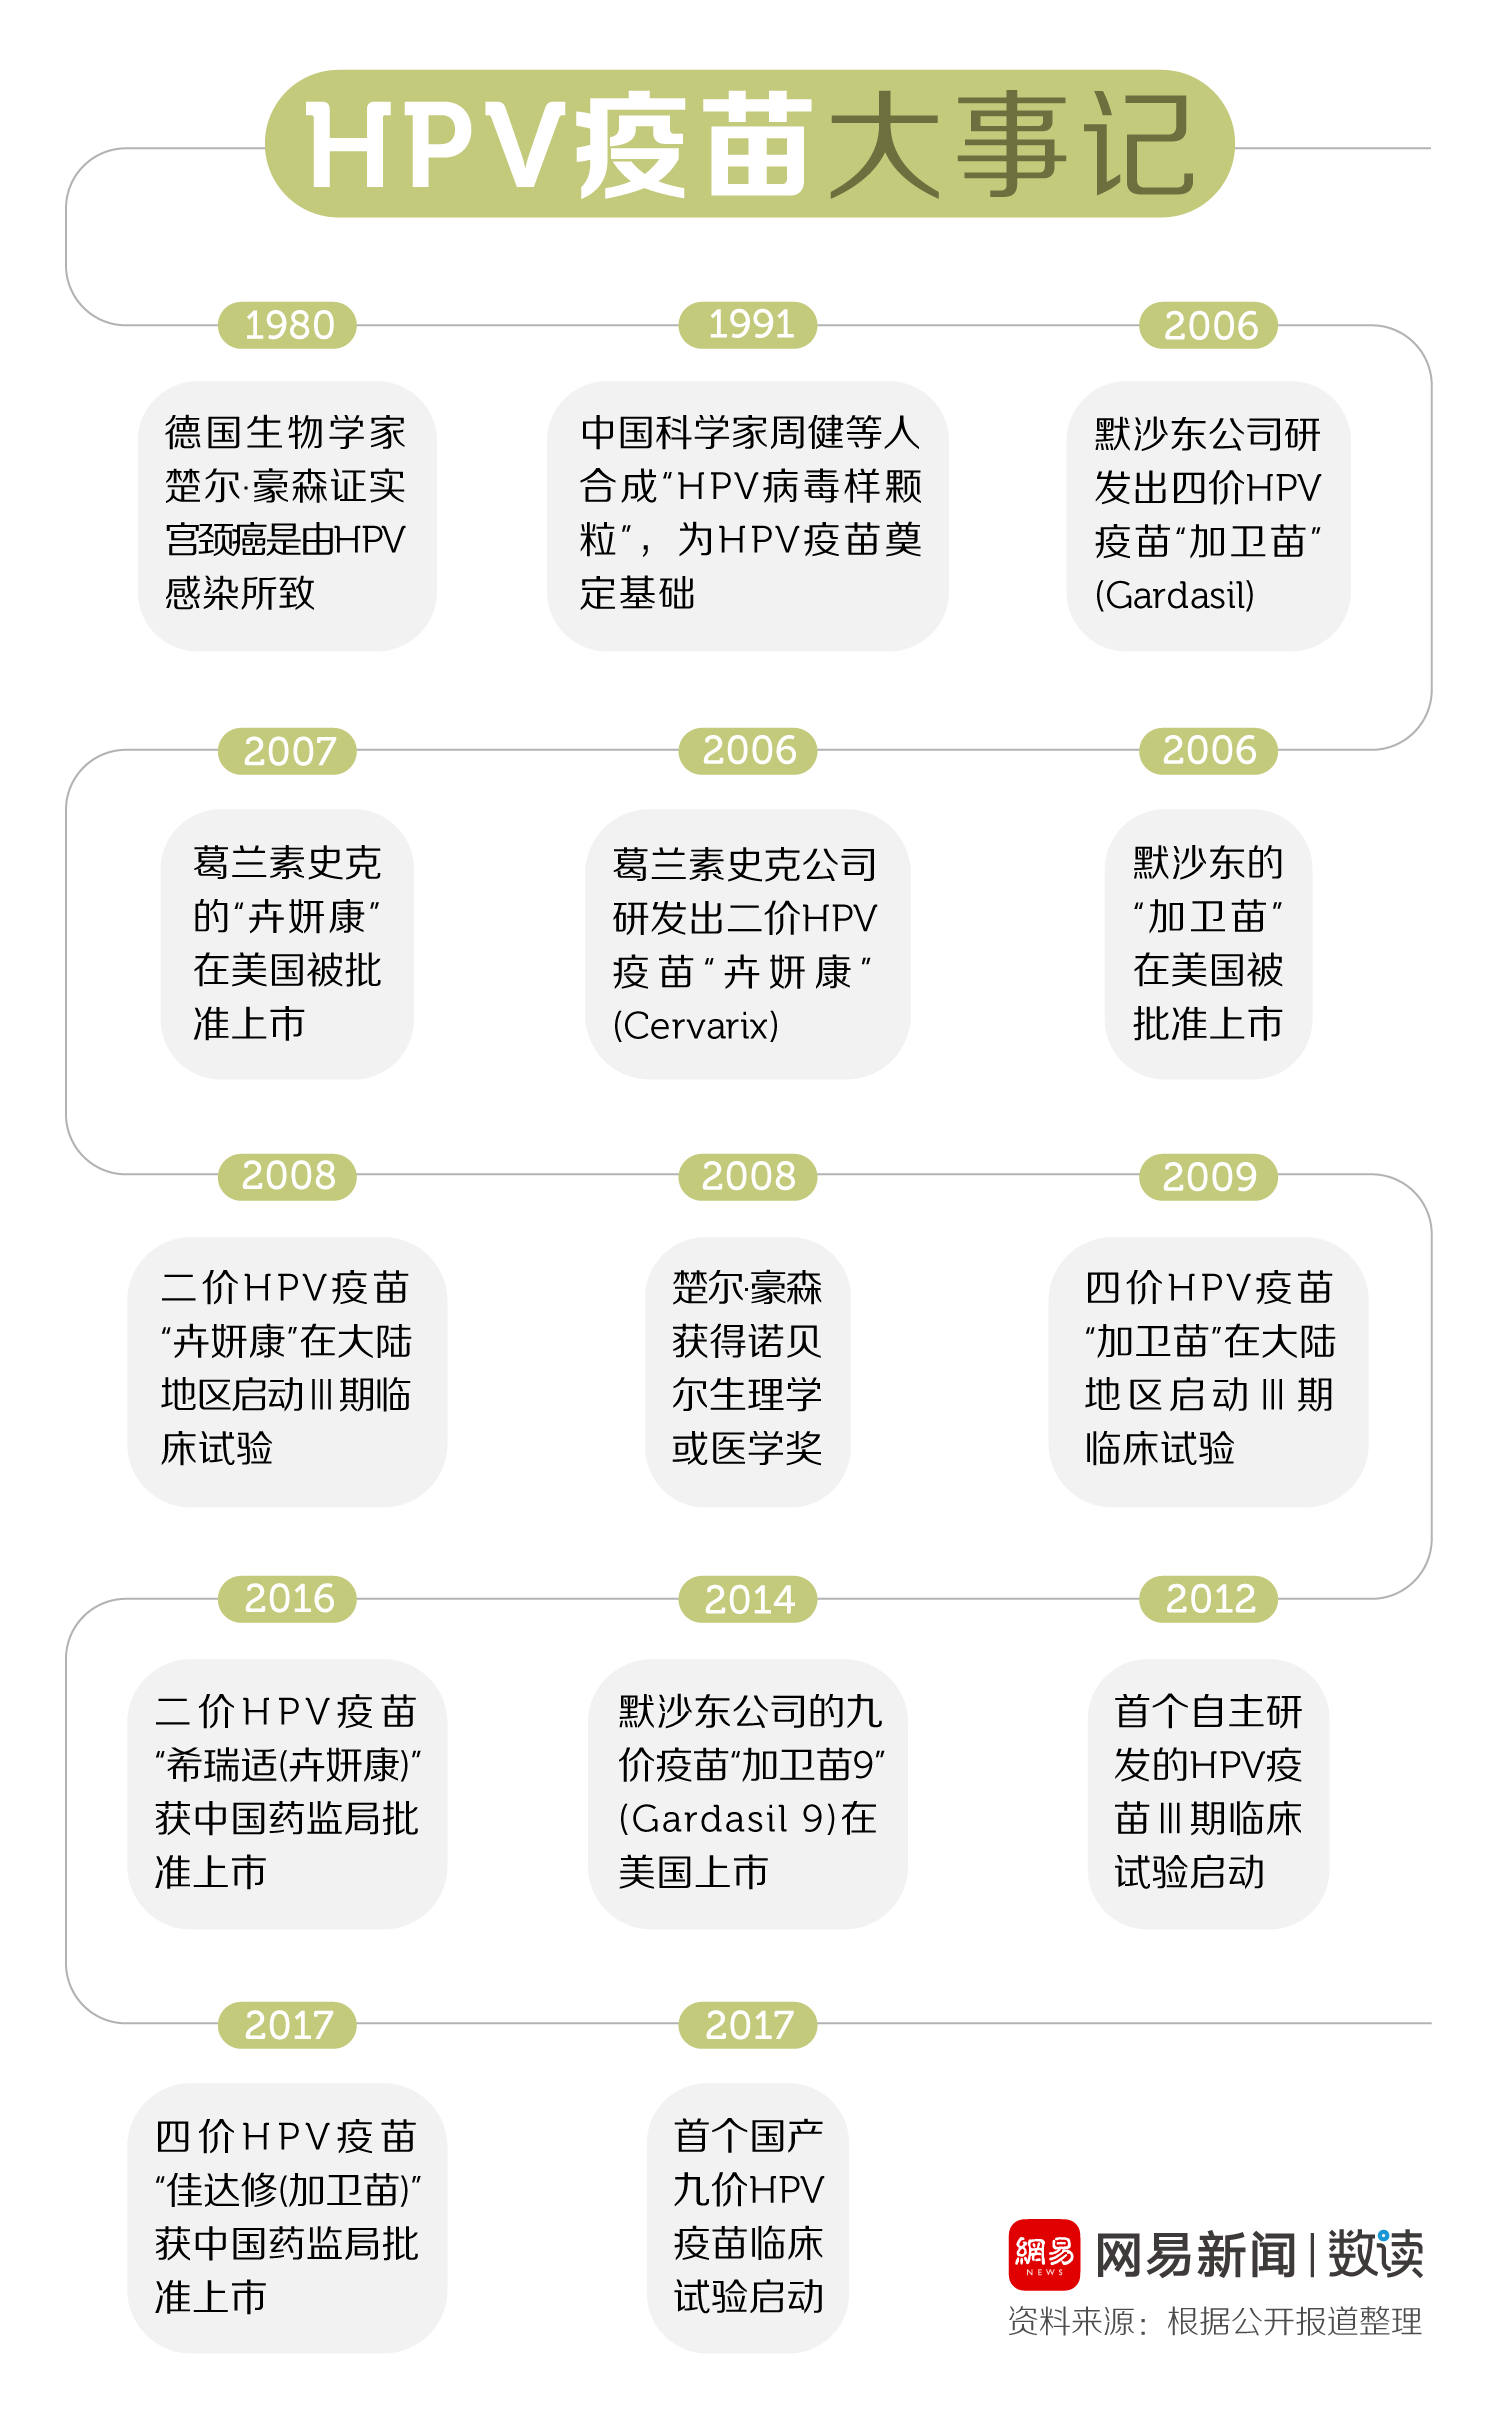 HPV疫苗大事记
1980
德国生物学家
楚尔·豪森证实
宫颈癌是由HPV
感染所致
1991
中国科学家周健等人
合成“HPV病毒样颗
粒”，为HPV疫苗奠
定基础
2006
默沙东公司研
发出四价HPV
疫苗“加卫苗”
(Gardasil)
2006
默沙东的
“加卫苗”
在美国被
批准上市
2006
葛兰素史克公司
研发出二价HPV
疫苗“卉妍康”
(Cervarix)
2007
葛兰素史克
的“卉妍康”
在美国被批
准上市
2008
二价HPV疫苗
“卉妍康”在大陆
地区启动Ⅲ期临
床试验
2008
楚尔·豪森
获得诺贝
尔生理学
或医学奖
2009
四价HPV疫苗
“加卫苗”在大陆
地区启动Ⅲ期
临床试验
2012
首个自主研
发的HPV疫
苗Ⅲ期临床
试验启动
2014
默沙东公司的九
价疫苗“加卫苗9”
(Gardasil 9)在
美国上市
2016
二价HPV疫苗
“希瑞适(卉妍康)”
获中国药监局批
准上市
2017
四价HPV疫苗
“佳达修(加卫苗)”
获中国药监局批
准上市
2017
首个国产
九价HPV
疫苗临床
试验启动
網易
NEWS
网易新闻|数读
资料来源：根据公开报道整理